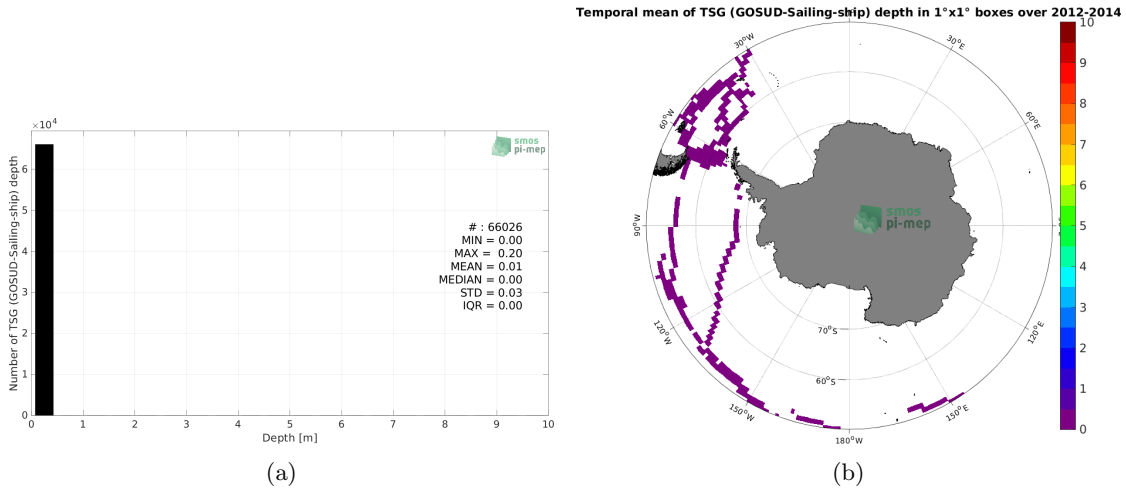 ×10⁴
6
5
4
3
2
1
0
Number of TSG (GOSUD-Sailing-ship) depth
0 1 2 3 4 5 6 7 8 9 10
Depth [m]
smos
pi-mep
# : 66026
MIN = 0.00
MAX = 0.20
MEAN = 0.01
MEDIAN = 0.00
STD = 0.03
IQR = 0.00
(a)
Temporal mean of TSG (GOSUD-Sailing-ship) depth in 1°x1° boxes over 2012-2014
30°W
30°E
60°W
60°E
90°W
120°W
120°E
150°W
150°E
180°W
70°S
60°S
smos
pi-mep
10
9
8
7
6
5
4
3
2
1
0
(b)